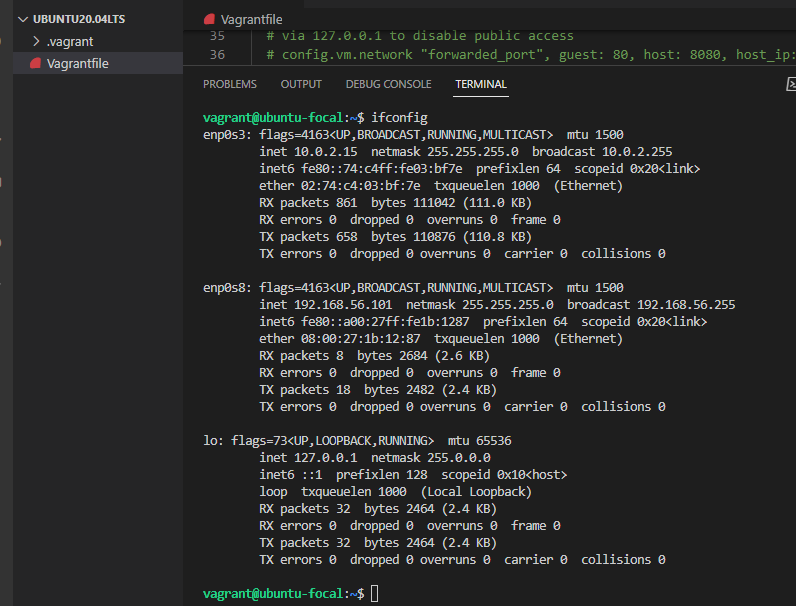 UBUNTU20.04LTS
.vagrant
Vagrantfile
Vagrantfile
35 # via 127.0.0.1 to disable public access
36 # config.vm.network "forwarded_port", guest: 80, host: 8080, host_ip:
PROBLEMS OUTPUT DEBUG CONSOLE TERMINAL
vagrant@ubuntu-focal:~$ ifconfig
enp0s3: flags=4163<UP,BROADCAST,RUNNING,MULTICAST>  mtu 1500
        inet 10.0.2.15  netmask 255.255.255.0  broadcast 10.0.2.255
        inet6 fe80::74:c4ff:fe03:bf7e  prefixlen 64  scopeid 0x20<link>
        ether 02:74:c4:03:bf:7e  txqueuelen 1000  (Ethernet)
        RX packets 861  bytes 111042 (111.0 KB)
        RX errors 0  dropped 0  overruns 0  frame 0
        TX packets 658  bytes 110876 (110.8 KB)
        TX errors 0  dropped 0 overruns 0  carrier 0  collisions 0
enp0s8: flags=4163<UP,BROADCAST,RUNNING,MULTICAST>  mtu 1500
        inet 192.168.56.101  netmask 255.255.255.0  broadcast 192.168.56.255
        inet6 fe80::a00:27ff:fe1b:1287  prefixlen 64  scopeid 0x20<link>
        ether 08:00:27:1b:12:87  txqueuelen 1000  (Ethernet)
        RX packets 8  bytes 2684 (2.6 KB)
        RX errors 0  dropped 0  overruns 0  frame 0
        TX packets 18  bytes 2482 (2.4 KB)
        TX errors 0  dropped 0 overruns 0  carrier 0  collisions 0
lo: flags=73<UP,LOOPBACK,RUNNING>  mtu 65536
        inet 127.0.0.1  netmask 255.0.0.0
        inet6 ::1  prefixlen 128  scopeid 0x10<host>
        loop  txqueuelen 1000  (Local Loopback)
        RX packets 32  bytes 2464 (2.4 KB)
        RX errors 0  dropped 0  overruns 0  frame 0
        TX packets 32  bytes 2464 (2.4 KB)
        TX errors 0  dropped 0 overruns 0  carrier 0  collisions 0
vagrant@ubuntu-focal:~$